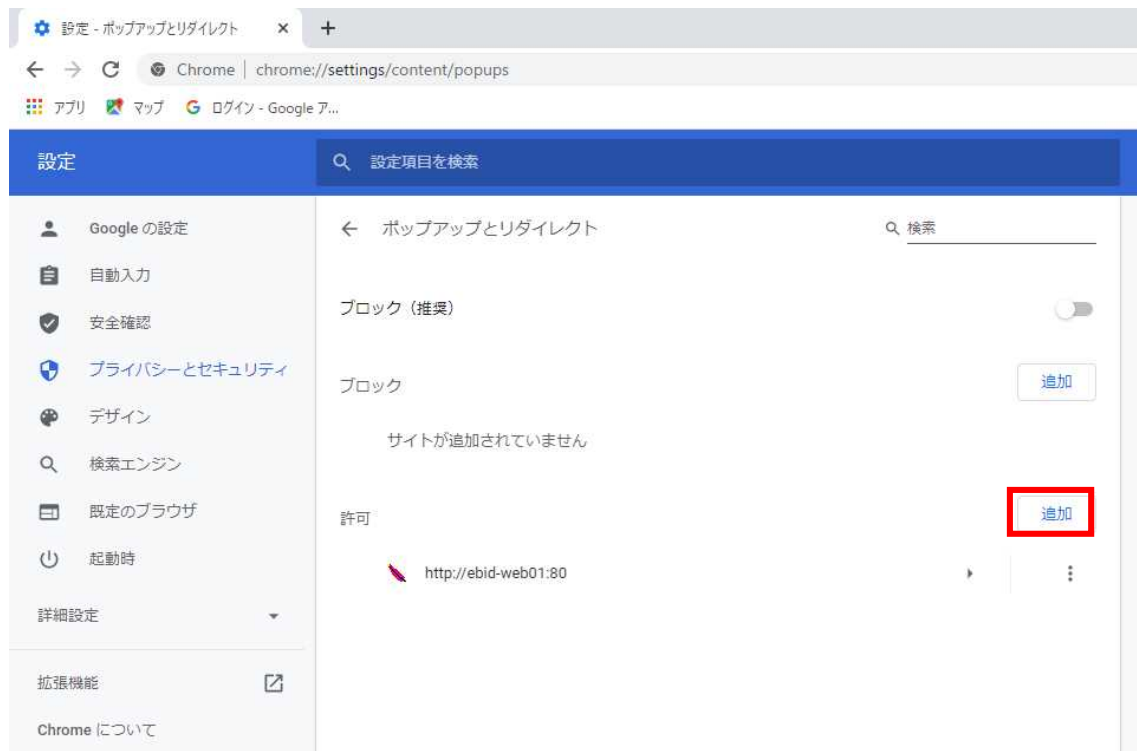 設定 - ポップアップとリダイレクト × +
Chrome | chrome://settings/content/popups
アプリ マップ G ログイン - Google ア...
設定
設定項目を検索
Google の設定
自動入力
安全確認
プライバシーとセキュリティ
デザイン
検索エンジン
既定のブラウザ
起動時
詳細設定
拡張機能
Chrome について
ポップアップとリダイレクト
検索
ブロック（推奨）
ブロック
追加
サイトが追加されていません
許可
追加
http://ebid-web01:80